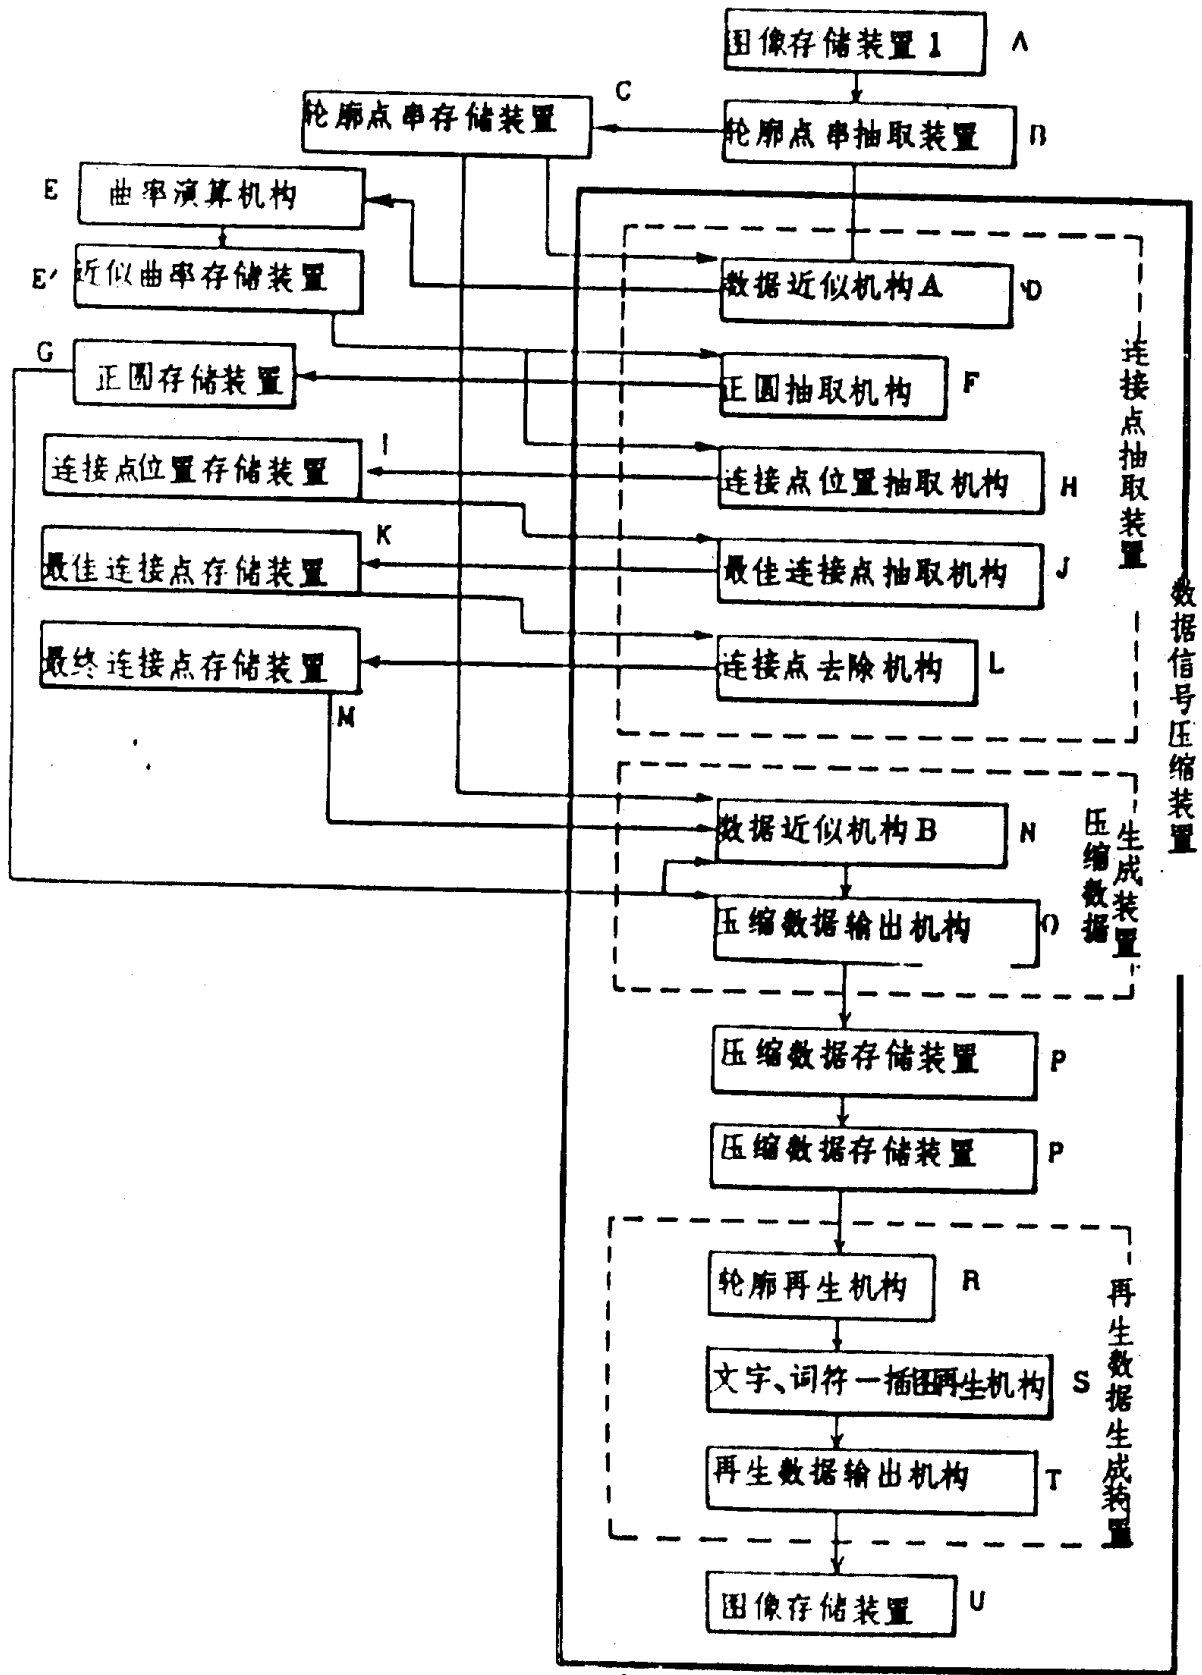 图像存储装置1
A
轮廓点串存储装置
C
轮廓点串抽取装置
B
E
曲率演算机构
E'
近似曲率存储装置
数据近似机构A
D
G
正圆存储装置
正圆抽取机构
F
连接点位置存储装置
I
连接点位置抽取机构
H
最佳连接点存储装置
K
最佳连接点抽取机构
J
最终连接点存储装置
M
连接点去除机构
L
连接点抽取装置
数据信号压缩装置
数据近似机构B
N
压缩数据输出机构
O
压缩数据
生成装置
压缩数据存储装置
P
压缩数据存储装置
P
轮廓再生机构
R
文字、词符一插图再生机构
S
再生数据输出机构
T
再生数据生成装置
图像存储装置
U